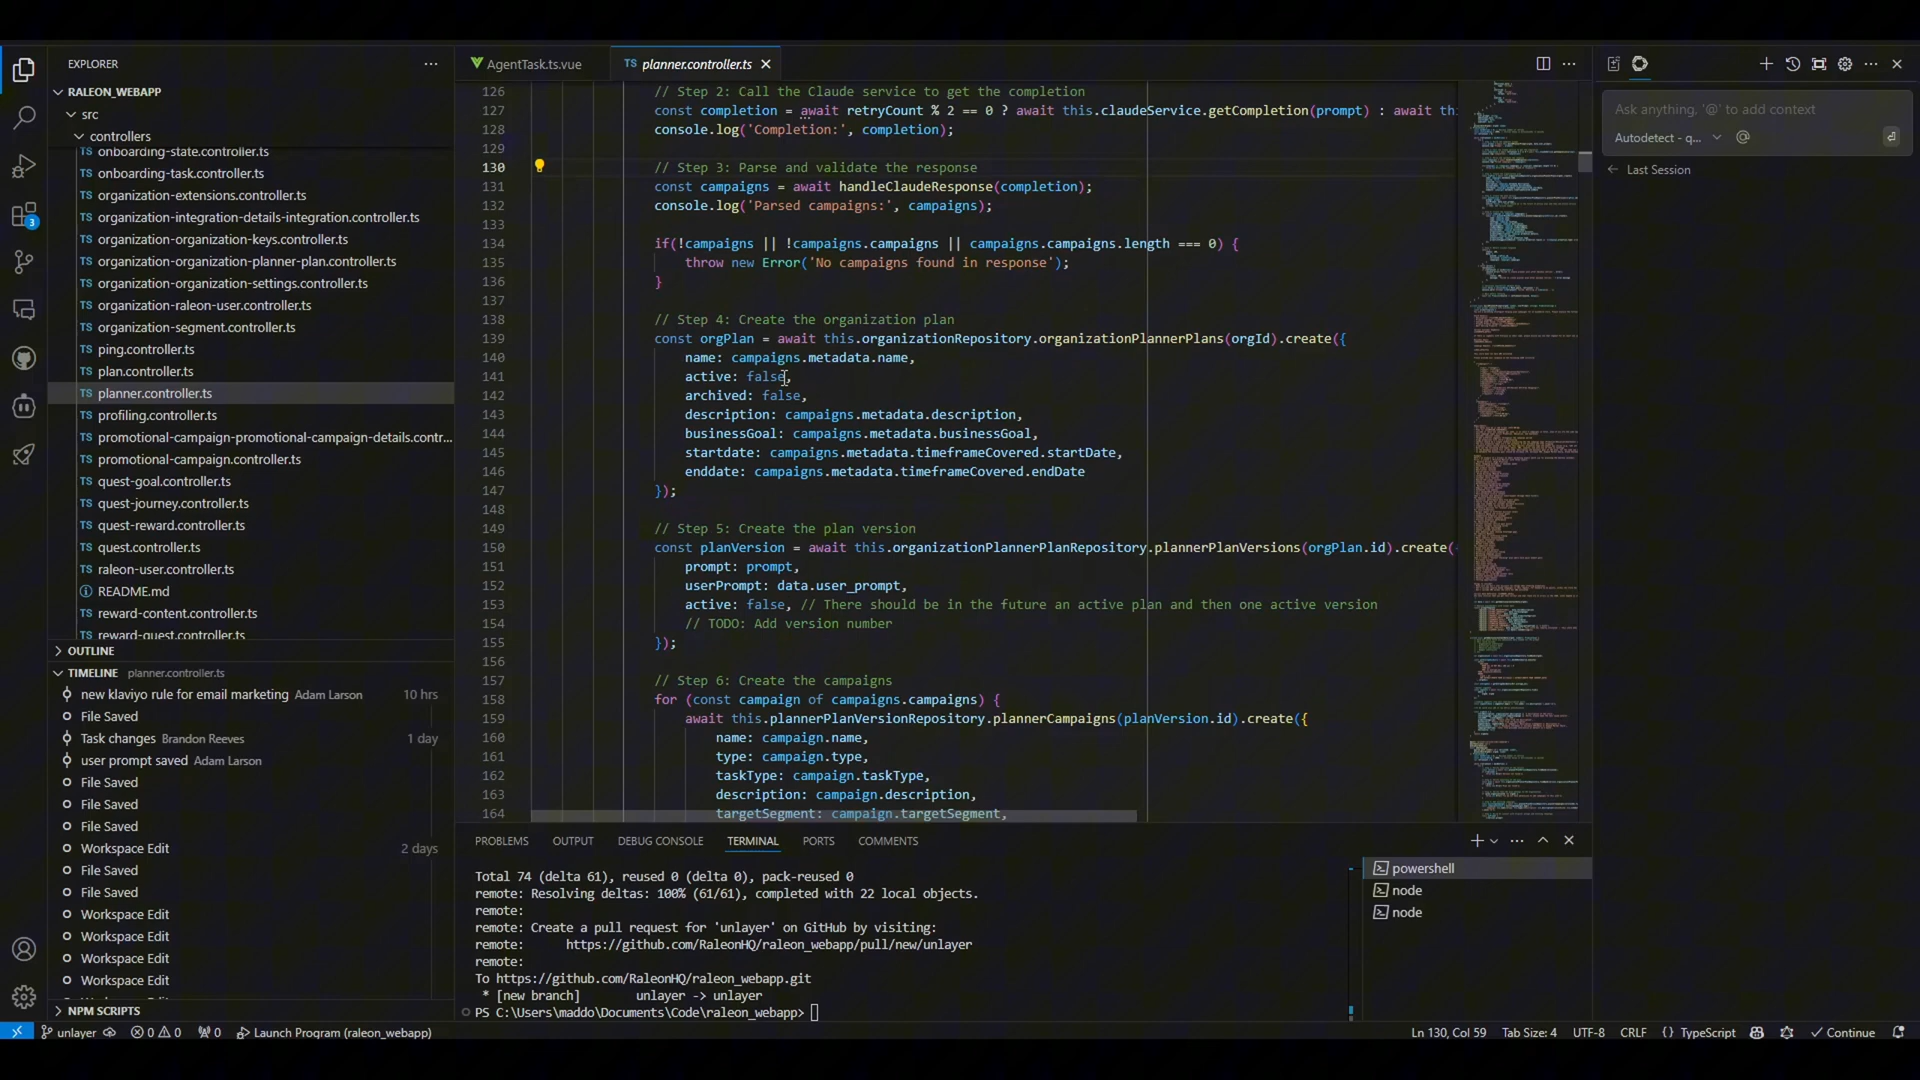 EXPLORER
RALEON_WEBAPP
src
controllers
onboarding-state.controller.ts
onboarding-task.controller.ts
organization-extensions.controller.ts
organization-integration-details-integration.controller.ts
organization-organization-keys.controller.ts
organization-organization-planner-plan.controller.ts
organization-organization-settings.controller.ts
organization-raleon-user.controller.ts
organization-segment.controller.ts
ping.controller.ts
plan.controller.ts
planner.controller.ts
profiling.controller.ts
promotional-campaign-promotional-campaign-details.contr...
promotional-campaign.controller.ts
quest-goal.controller.ts
quest-journey.controller.ts
quest-reward.controller.ts
quest.controller.ts
raleon-user.controller.ts
README.md
reward-content.controller.ts
reward-quest.controller.ts
OUTLINE
TIMELINE planner.controller.ts
new klaviyo rule for email marketing Adam Larson 10 hrs
File Saved
Task changes Brandon Reeves 1 day
user prompt saved Adam Larson
File Saved
File Saved
File Saved
Workspace Edit 2 days
File Saved
File Saved
Workspace Edit
Workspace Edit
Workspace Edit
Workspace Edit
NPM SCRIPTS
3
AgentTask.ts.vue
TS planner.controller.ts
126 // Step 2: Call the Claude service to get the completion
127 const completion = await retryCount % 2 == 0 ? await this.claudeService.getCompletion(prompt) : await thi
128 console.log('Completion:', completion);
129
130 // Step 3: Parse and validate the response
131 const campaigns = await handleClaudeResponse(completion);
132 console.log('Parsed campaigns:', campaigns);
133
134 if(!campaigns || !campaigns.campaigns || campaigns.campaigns.length === 0) {
135 throw new Error('No campaigns found in response');
136 }
137
138 // Step 4: Create the organization plan
139 const orgPlan = await this.organizationRepository.organizationPlannerPlans(orgId).create({
140 name: campaigns.metadata.name,
141 active: false,
142 archived: false,
143 description: campaigns.metadata.description,
144 businessGoal: campaigns.metadata.businessGoal,
145 startdate: campaigns.metadata.timeframeCovered.startDate,
146 enddate: campaigns.metadata.timeframeCovered.endDate
147 });
148
149 // Step 5: Create the plan version
150 const planVersion = await this.organizationPlannerPlanRepository.plannerPlanVersions(orgPlan.id).create({
151 prompt: prompt,
152 userPrompt: data.user_prompt,
153 active: false, // There should be in the future an active plan and then one active version
154 // TODO: Add version number
155 });
156
157 // Step 6: Create the campaigns
158 for (const campaign of campaigns.campaigns) {
159 await this.plannerPlanVersionRepository.plannerCampaigns(planVersion.id).create({
160 name: campaign.name,
161 type: campaign.type,
162 taskType: campaign.taskType,
163 description: campaign.description,
164 targetSegment: campaign.targetSegment,
PROBLEMS OUTPUT DEBUG CONSOLE TERMINAL PORTS COMMENTS
Total 74 (delta 61), reused 0 (delta 0), pack-reused 0
remote: Resolving deltas: 100% (61/61), completed with 22 local objects.
remote:
remote: Create a pull request for 'unlayer' on GitHub by visiting:
remote: https://github.com/RaleonHQ/raleon_webapp/pull/new/unlayer
remote:
To https://github.com/RaleonHQ/raleon_webapp.git
* [new branch] unlayer -> unlayer
PS C:\Users\maddo\Documents\Code\raleon_webapp>
powershell
node
node
Ask anything, '@' to add context
Autodetect - q...
Last Session
unlayer 0 0 0 Launch Program (raleon_webapp)
Ln 130, Col 59 Tab Size: 4 UTF-8 CRLF TypeScript Continue